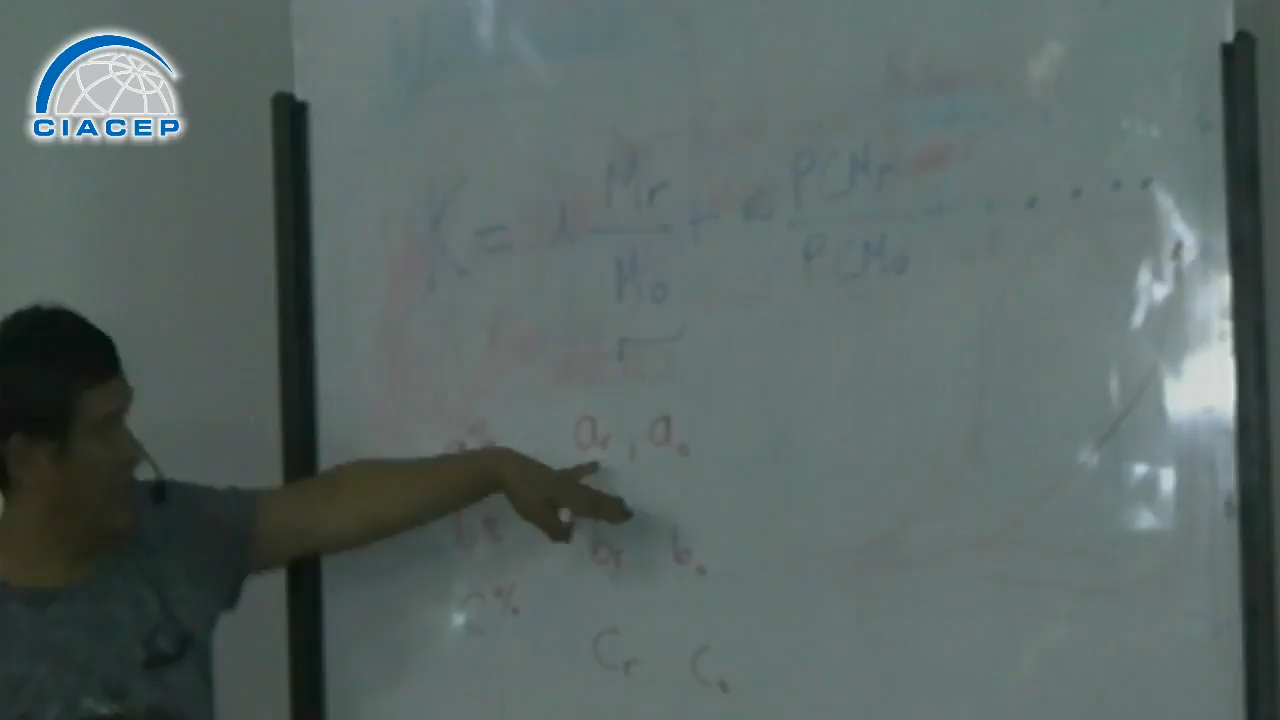 CIACEP
K = Mr/Mo + PCMr/PCMo + .....
ar, ao
br bo
c% Cr Co